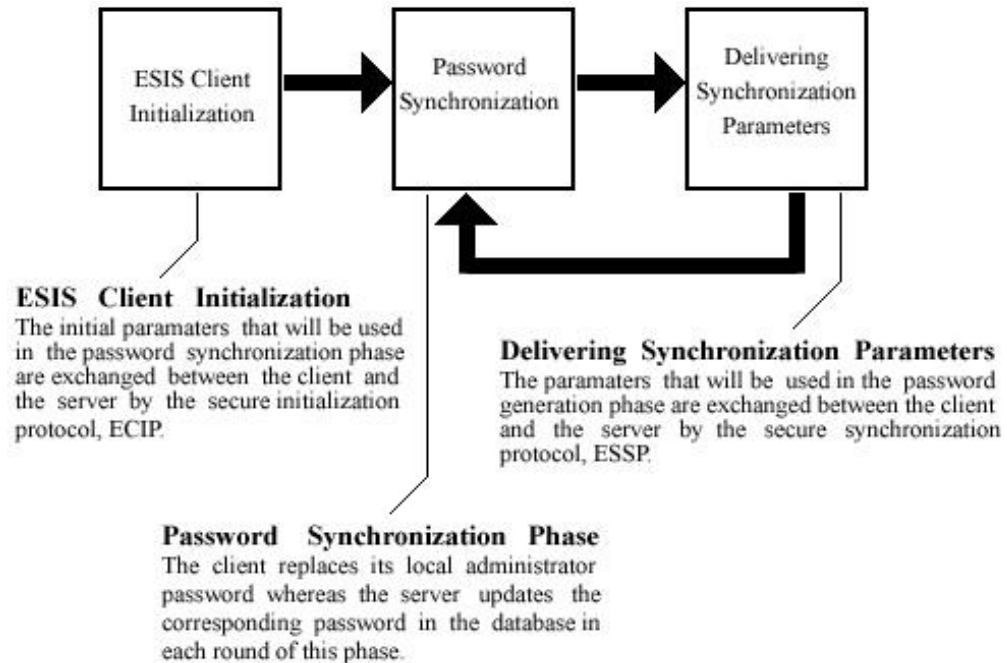 ESIS Client
Initialization
Password
Synchronization
Delivering
Synchronization
Parameters
ESIS Client Initialization
The initial paramaters that will be used
in the password synchronization phase
are exchanged between the client and
the server by the secure initialization
protocol, ECIP.
Delivering Synchronization Parameters
The paramaters that will be used in the password
generation phase are exchanged between the client
and the server by the secure synchronization
protocol, ESSP.
Password Synchronization Phase
The client replaces its local administrator
password whereas the server updates the
corresponding password in the database in
each round of this phase.